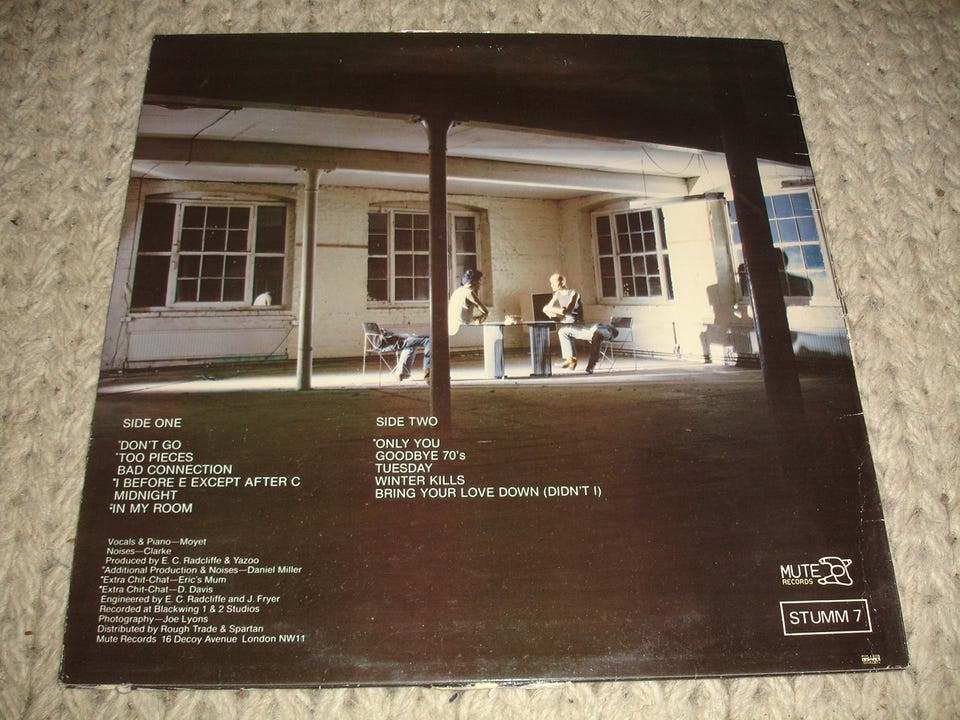 SIDE ONE
*DON'T GO
*TOO PIECES
BAD CONNECTION
*I BEFORE E EXCEPT AFTER C
MIDNIGHT
IN MY ROOM
SIDE TWO
*ONLY YOU
GOODBYE 70's
TUESDAY
WINTER KILLS
BRING YOUR LOVE DOWN (DIDN'T I)
Vocals & Piano—Moyet
Noises—Clarke
Produced by E. C. Radcliffe & Yazoo
*Additional Production & Noises—Daniel Miller
*Extra Chit-Chat—Eric's Mum
*Extra Chit-Chat—D. Davis
Engineered by E. C. Radcliffe and J. Fryer
Recorded at Blackwing 1 & 2 Studios
Photography—Joe Lyons
Distributed by Rough Trade & Spartan
Mute Records 16 Decoy Avenue London NW11
MUTE
RECORDS
STUMM 7